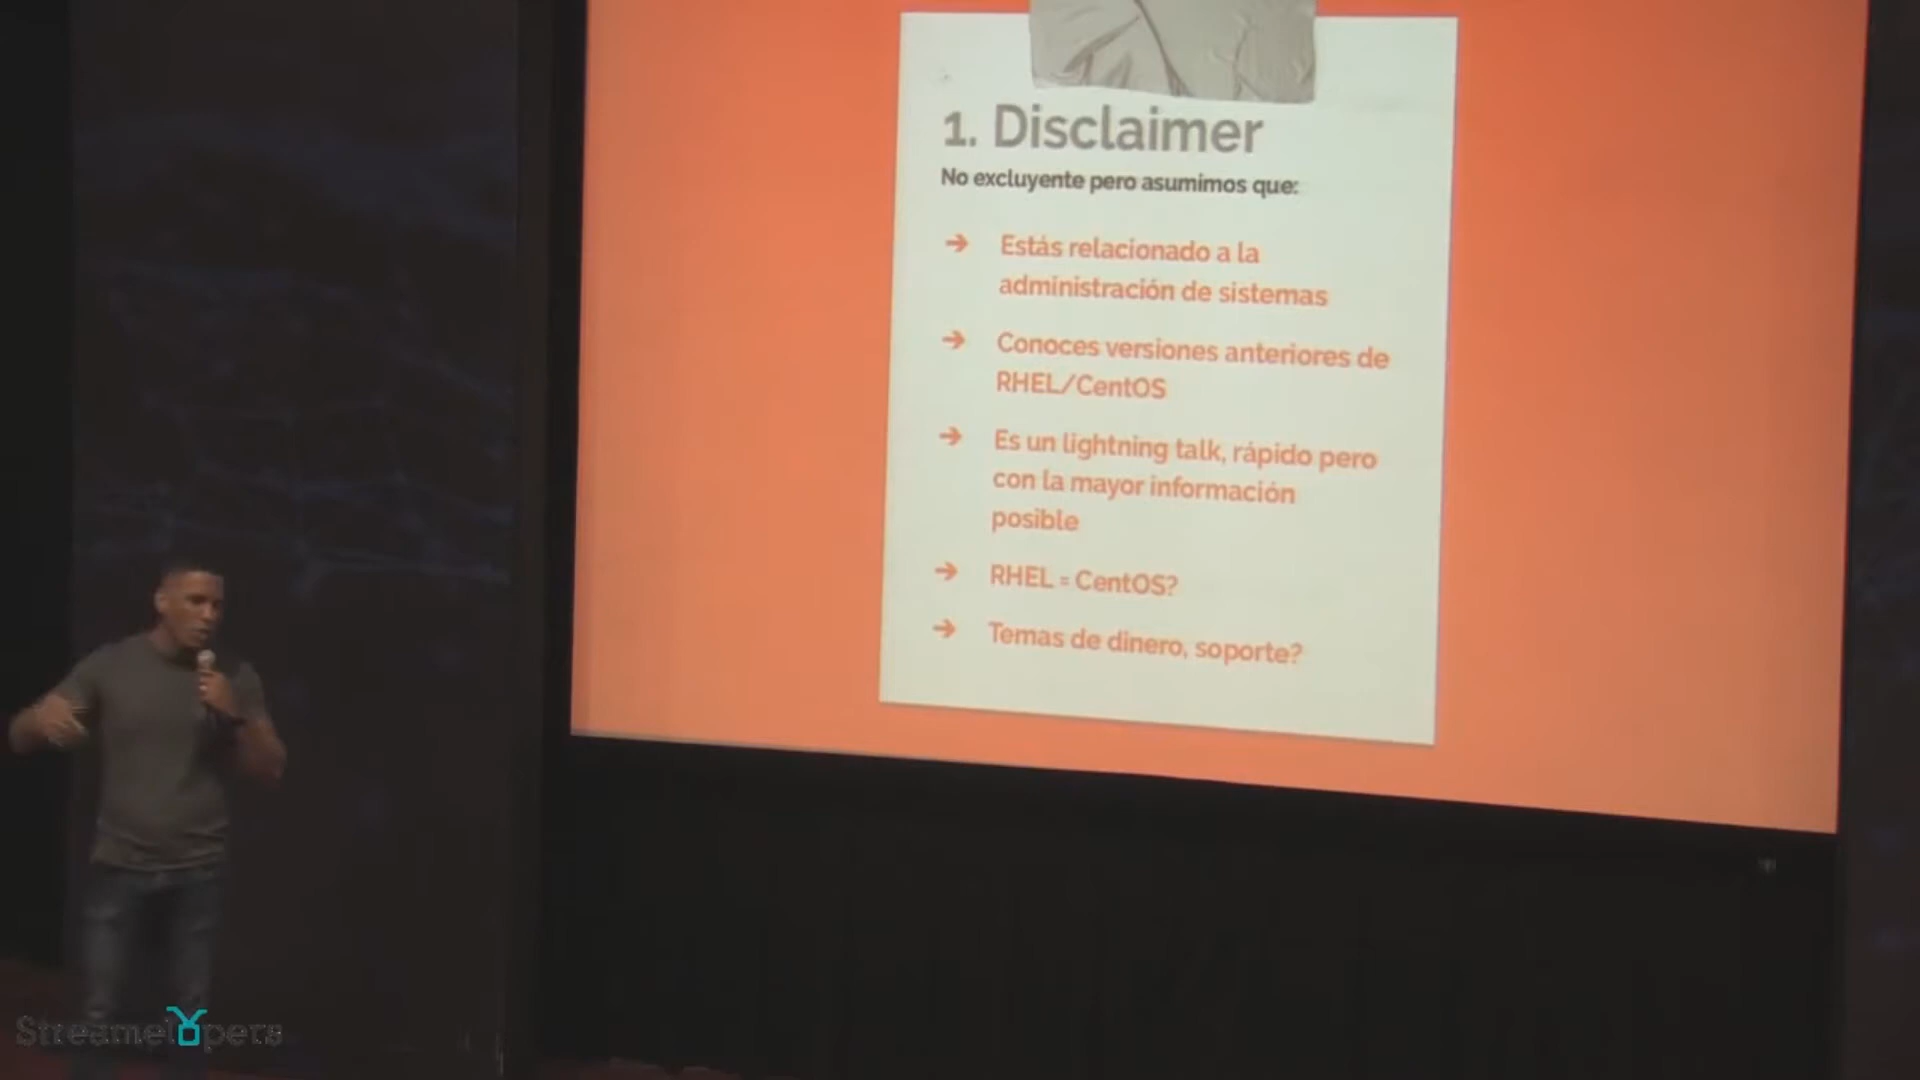 1. Disclaimer
No excluyente pero asumimos que:
➔ Estás relacionado a la
administración de sistemas
➔ Conoces versiones anteriores de
RHEL/CentOS
➔ Es un lightning talk, rápido pero
con la mayor información
posible
➔ RHEL = CentOS?
➔ Temas de dinero, soporte?
Streamelopers